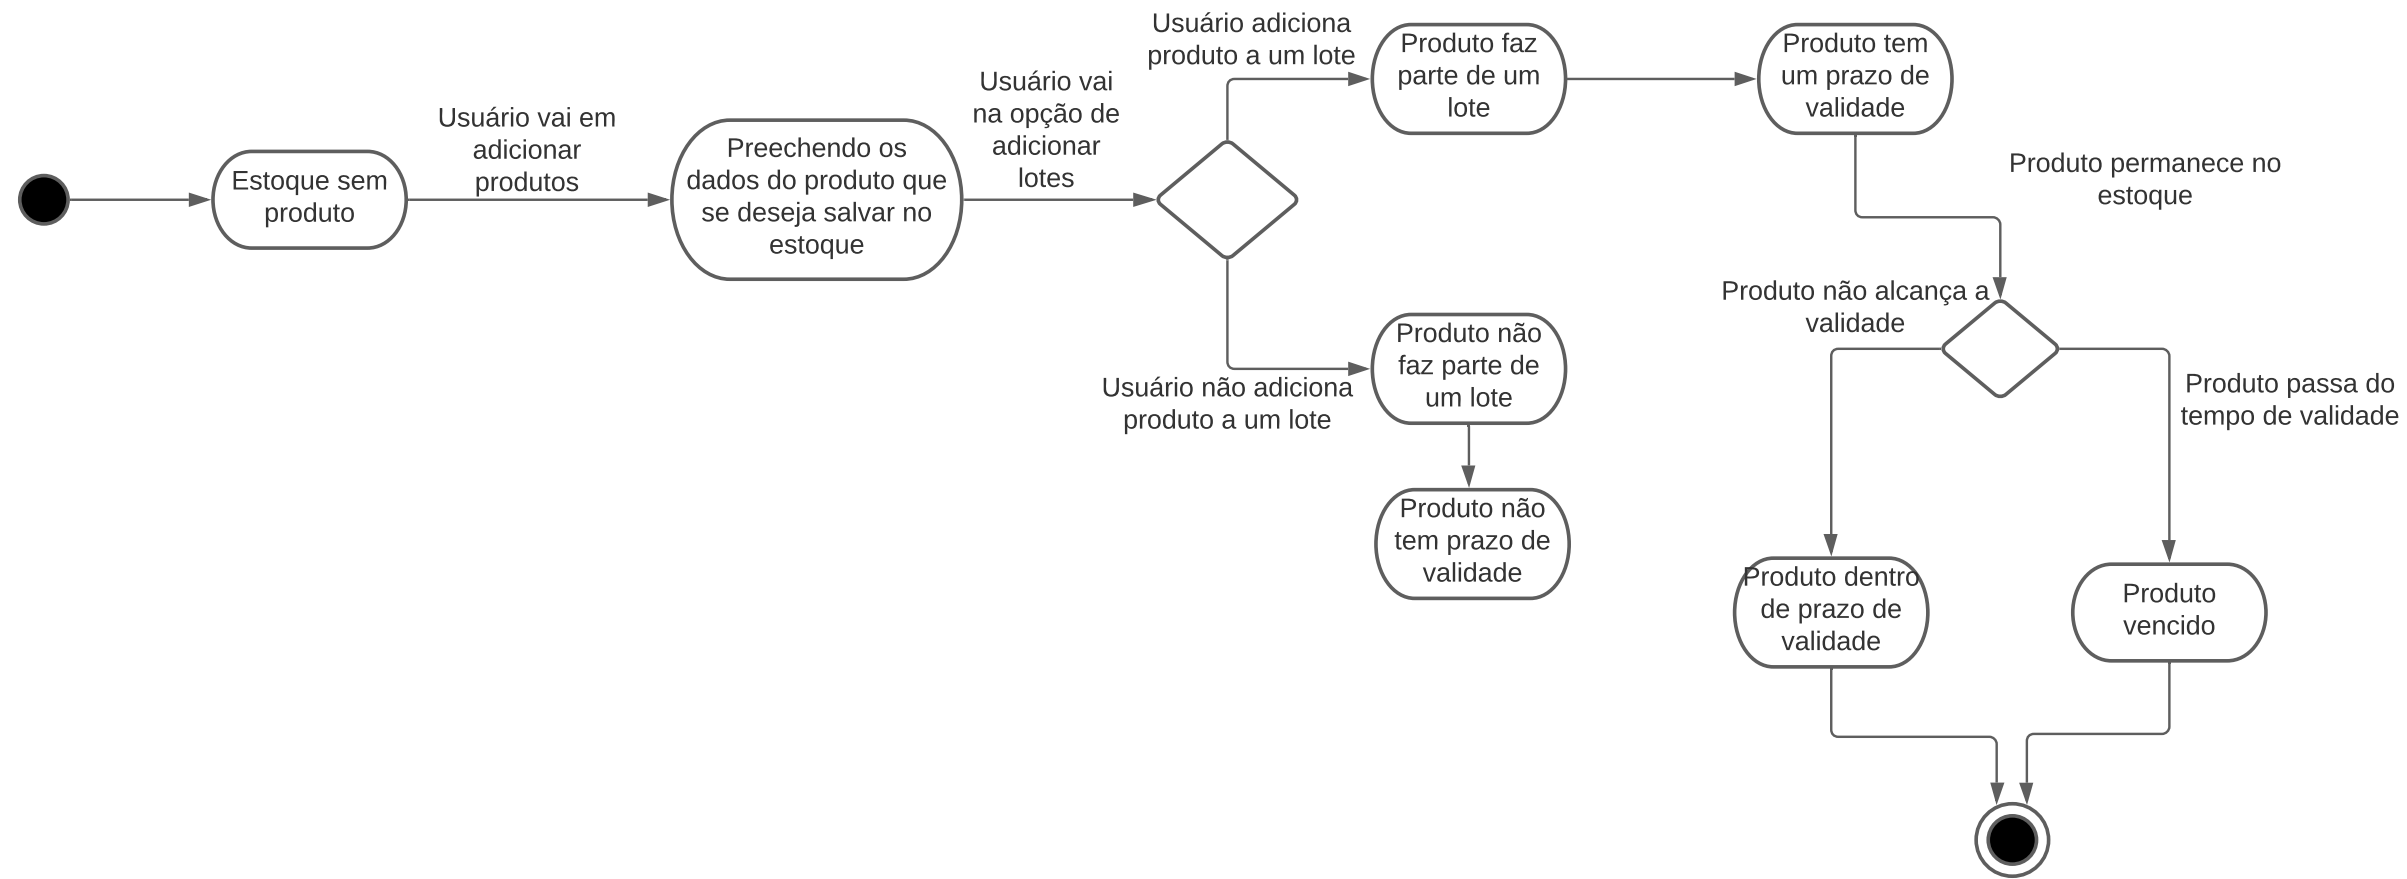 Estoque sem
produto
Usuário vai em
adicionar
produtos
Preechendo os
dados do produto que
se deseja salvar no
estoque
Usuário vai
na opção de
adicionar
lotes
Usuário adiciona
produto a um lote
Produto faz
parte de um
lote
Produto tem
um prazo de
validade
Usuário não adiciona
produto a um lote
Produto não
faz parte de
um lote
Produto não
tem prazo de
validade
Produto permanece no
estoque
Produto não alcança a
validade
Produto passa do
tempo de validade
Produto dentro
de prazo de
validade
Produto
vencido